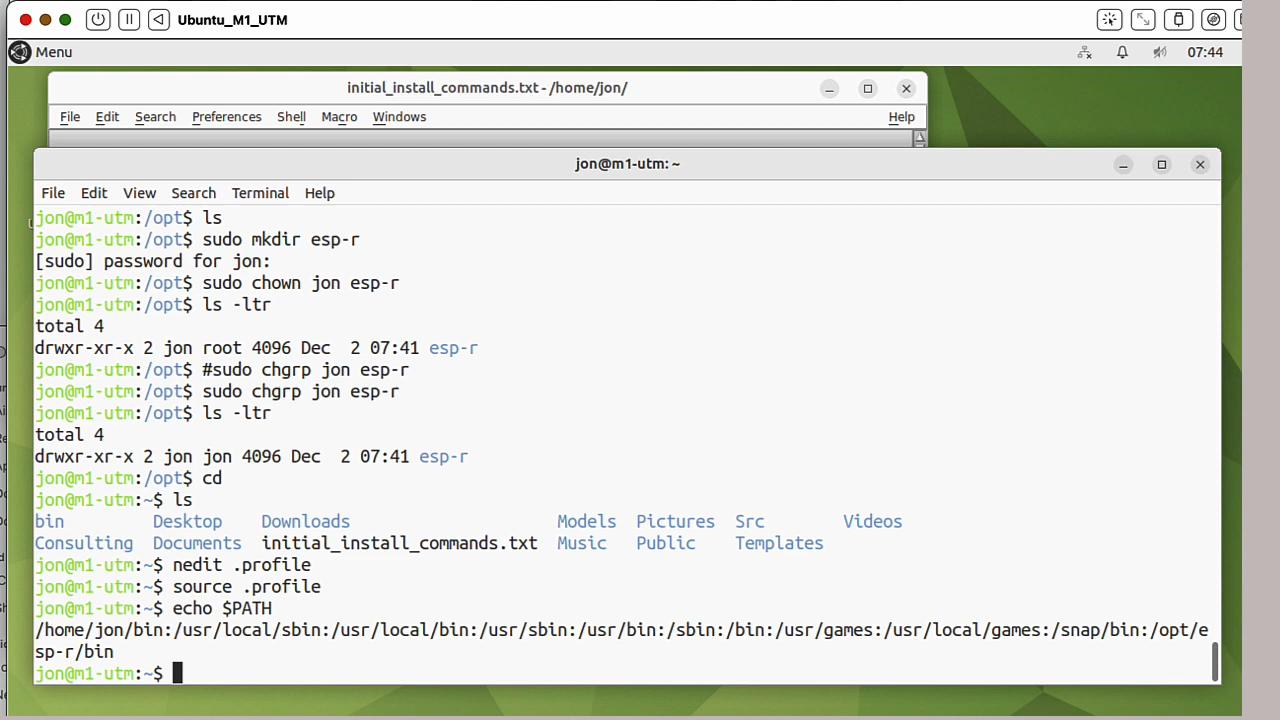 Ubuntu_M1_UTM
Menu
07:44
initial_install_commands.txt - /home/jon/
File Edit Search Preferences Shell Macro Windows Help
jon@m1-utm: ~
File Edit View Search Terminal Help
jon@m1-utm:/opt$ ls
jon@m1-utm:/opt$ sudo mkdir esp-r
[sudo] password for jon:
jon@m1-utm:/opt$ sudo chown jon esp-r
jon@m1-utm:/opt$ ls -ltr
total 4
drwxr-xr-x 2 jon root 4096 Dec  2 07:41 esp-r
jon@m1-utm:/opt$ #sudo chgrp jon esp-r
jon@m1-utm:/opt$ sudo chgrp jon esp-r
jon@m1-utm:/opt$ ls -ltr
total 4
drwxr-xr-x 2 jon jon 4096 Dec  2 07:41 esp-r
jon@m1-utm:/opt$ cd
jon@m1-utm:~$ ls
bin Desktop Downloads Models Pictures Src Videos
Consulting Documents initial_install_commands.txt Music Public Templates
jon@m1-utm:~$ nedit .profile
jon@m1-utm:~$ source .profile
jon@m1-utm:~$ echo $PATH
/home/jon/bin:/usr/local/sbin:/usr/local/bin:/usr/sbin:/usr/bin:/sbin:/bin:/usr/games:/usr/local/games:/snap/bin:/opt/e
sp-r/bin
jon@m1-utm:~$